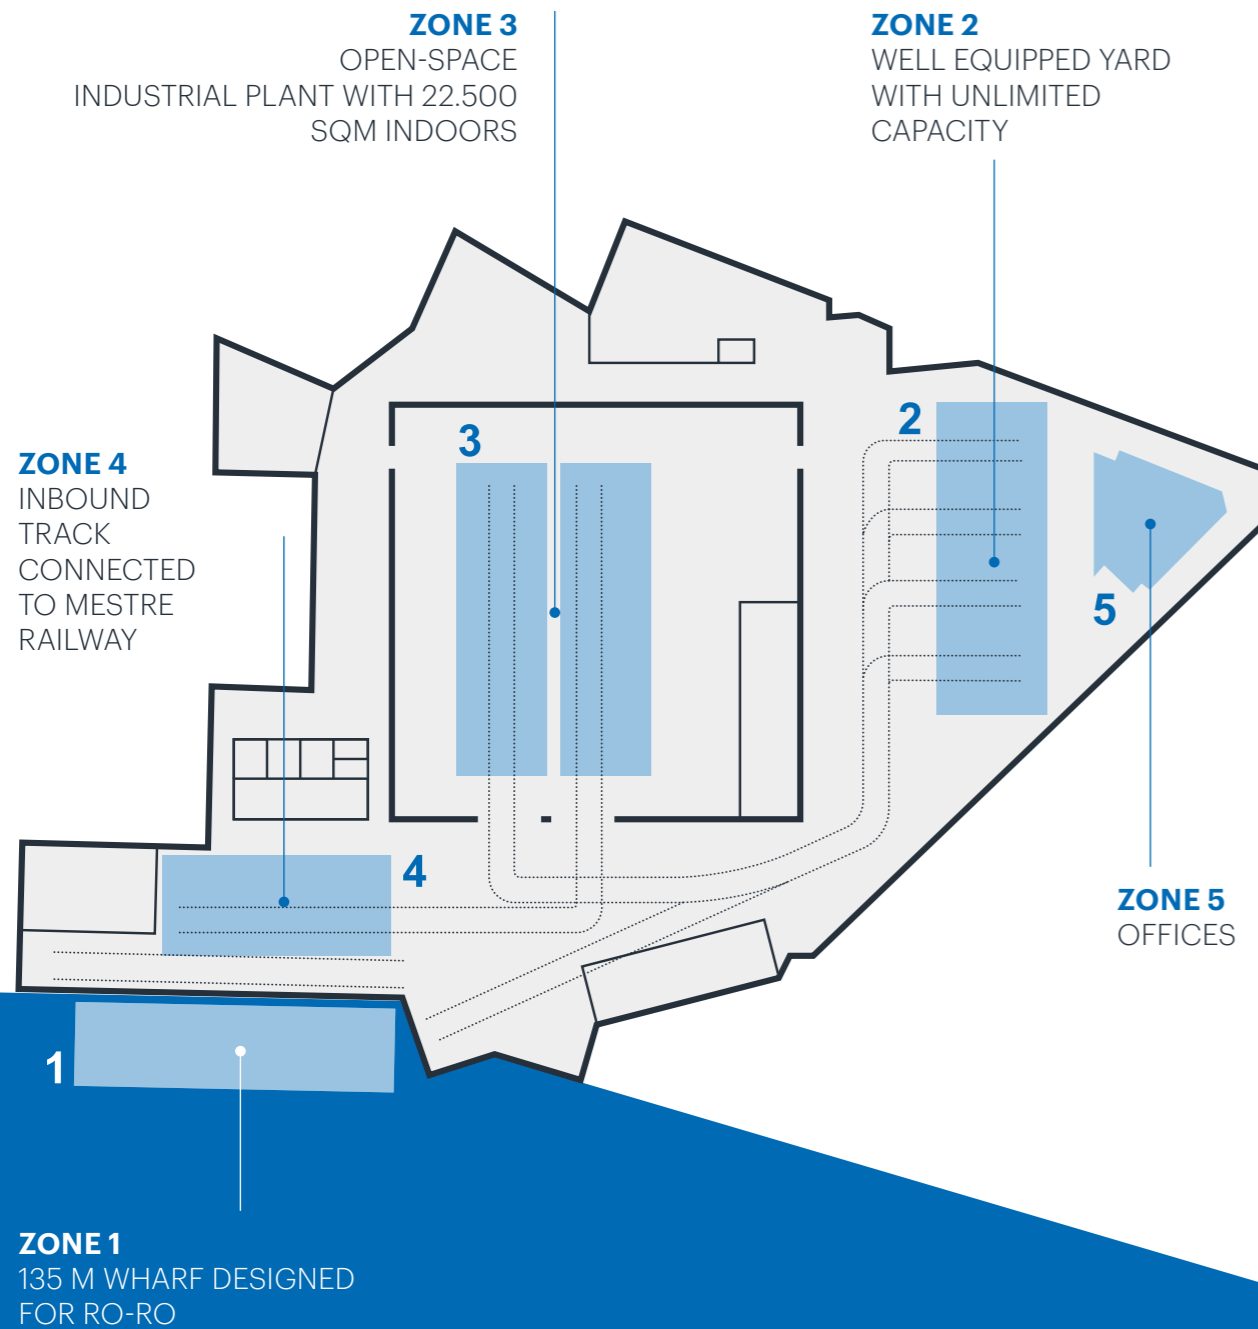 ZONE 3
OPEN-SPACE
INDUSTRIAL PLANT WITH 22.500
SQM INDOORS
ZONE 2
WELL EQUIPPED YARD
WITH UNLIMITED
CAPACITY
3
2
ZONE 4
INBOUND
TRACK
CONNECTED
TO MESTRE
RAILWAY
5
4
ZONE 5
OFFICES
1
ZONE 1
135 M WHARF DESIGNED
FOR RO-RO